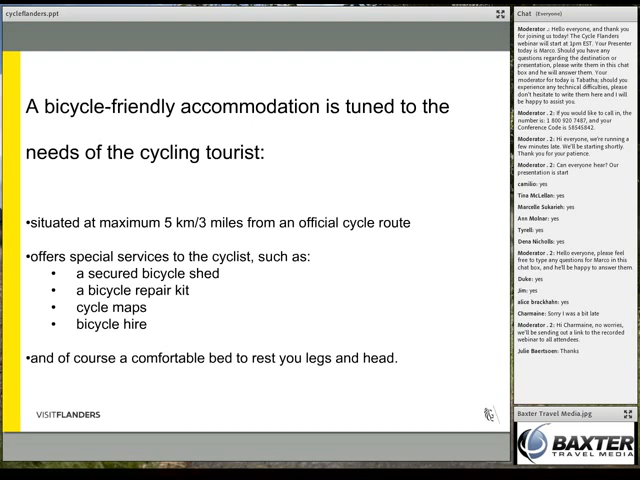 cycleflanders.ppt
A bicycle-friendly accommodation is tuned to the
needs of the cycling tourist:
•situated at maximum 5 km/3 miles from an official cycle route
•offers special services to the cyclist, such as:
• a secured bicycle shed
• a bicycle repair kit
• cycle maps
• bicycle hire
•and of course a comfortable bed to rest you legs and head.
VISITFLANDERS
Chat (Everyone)
Moderator .: Hello everyone, and thank you
for joining us today! The Cycle Flanders
webinar will start at 1pm EST. Your Presenter
today is Marco. Should you have any
questions regarding the destination or
presentation, please write them in this chat
box and he will answer them. Your
moderator for today is Tabatha; should you
experience any technical difficulties, please
don't hesitate to write them here and I will
be happy to assist you.
Moderator . 2: If you would like to call in, the
number is: 1 800 920 7487, and your
Conference Code is 58545842.
Moderator . 2: Hi everyone, we're running a
few minutes late. We'll be starting shortly.
Thank you for your patience.
Moderator . 2: Can everyone hear? Our
presentation is start
camilio: yes
Tina McLellan: yes
Marcelle Sukarieh: yes
Ann Molnar: yes
Tyrell: yes
Dena Nicholls: yes
Moderator . 2: Hello everyone, please feel
free to type any questions for Marco in this
chat box, and he'll be happy to answer them.
Duke: yes
Jim: yes
alice brackhahn: yes
Charmaine: Sorry I was a bit late
Moderator . 2: Hi Charmaine, no worries,
we'll be sending out a link to the recorded
webinar to all attendees.
Julie Baertsoen: Thanks
Baxter Travel Media.jpg
BAXTER
TRAVEL MEDIA